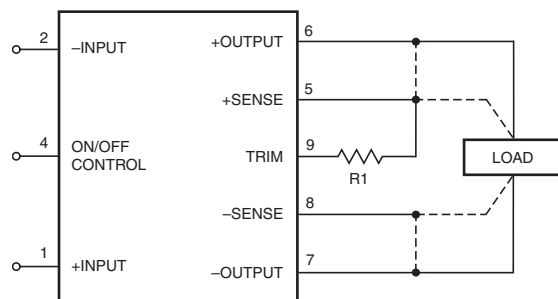 2 –INPUT
4 ON/OFF
CONTROL
1 +INPUT
+OUTPUT 6
+SENSE 5
TRIM 9
R1
–SENSE 8
–OUTPUT 7
LOAD